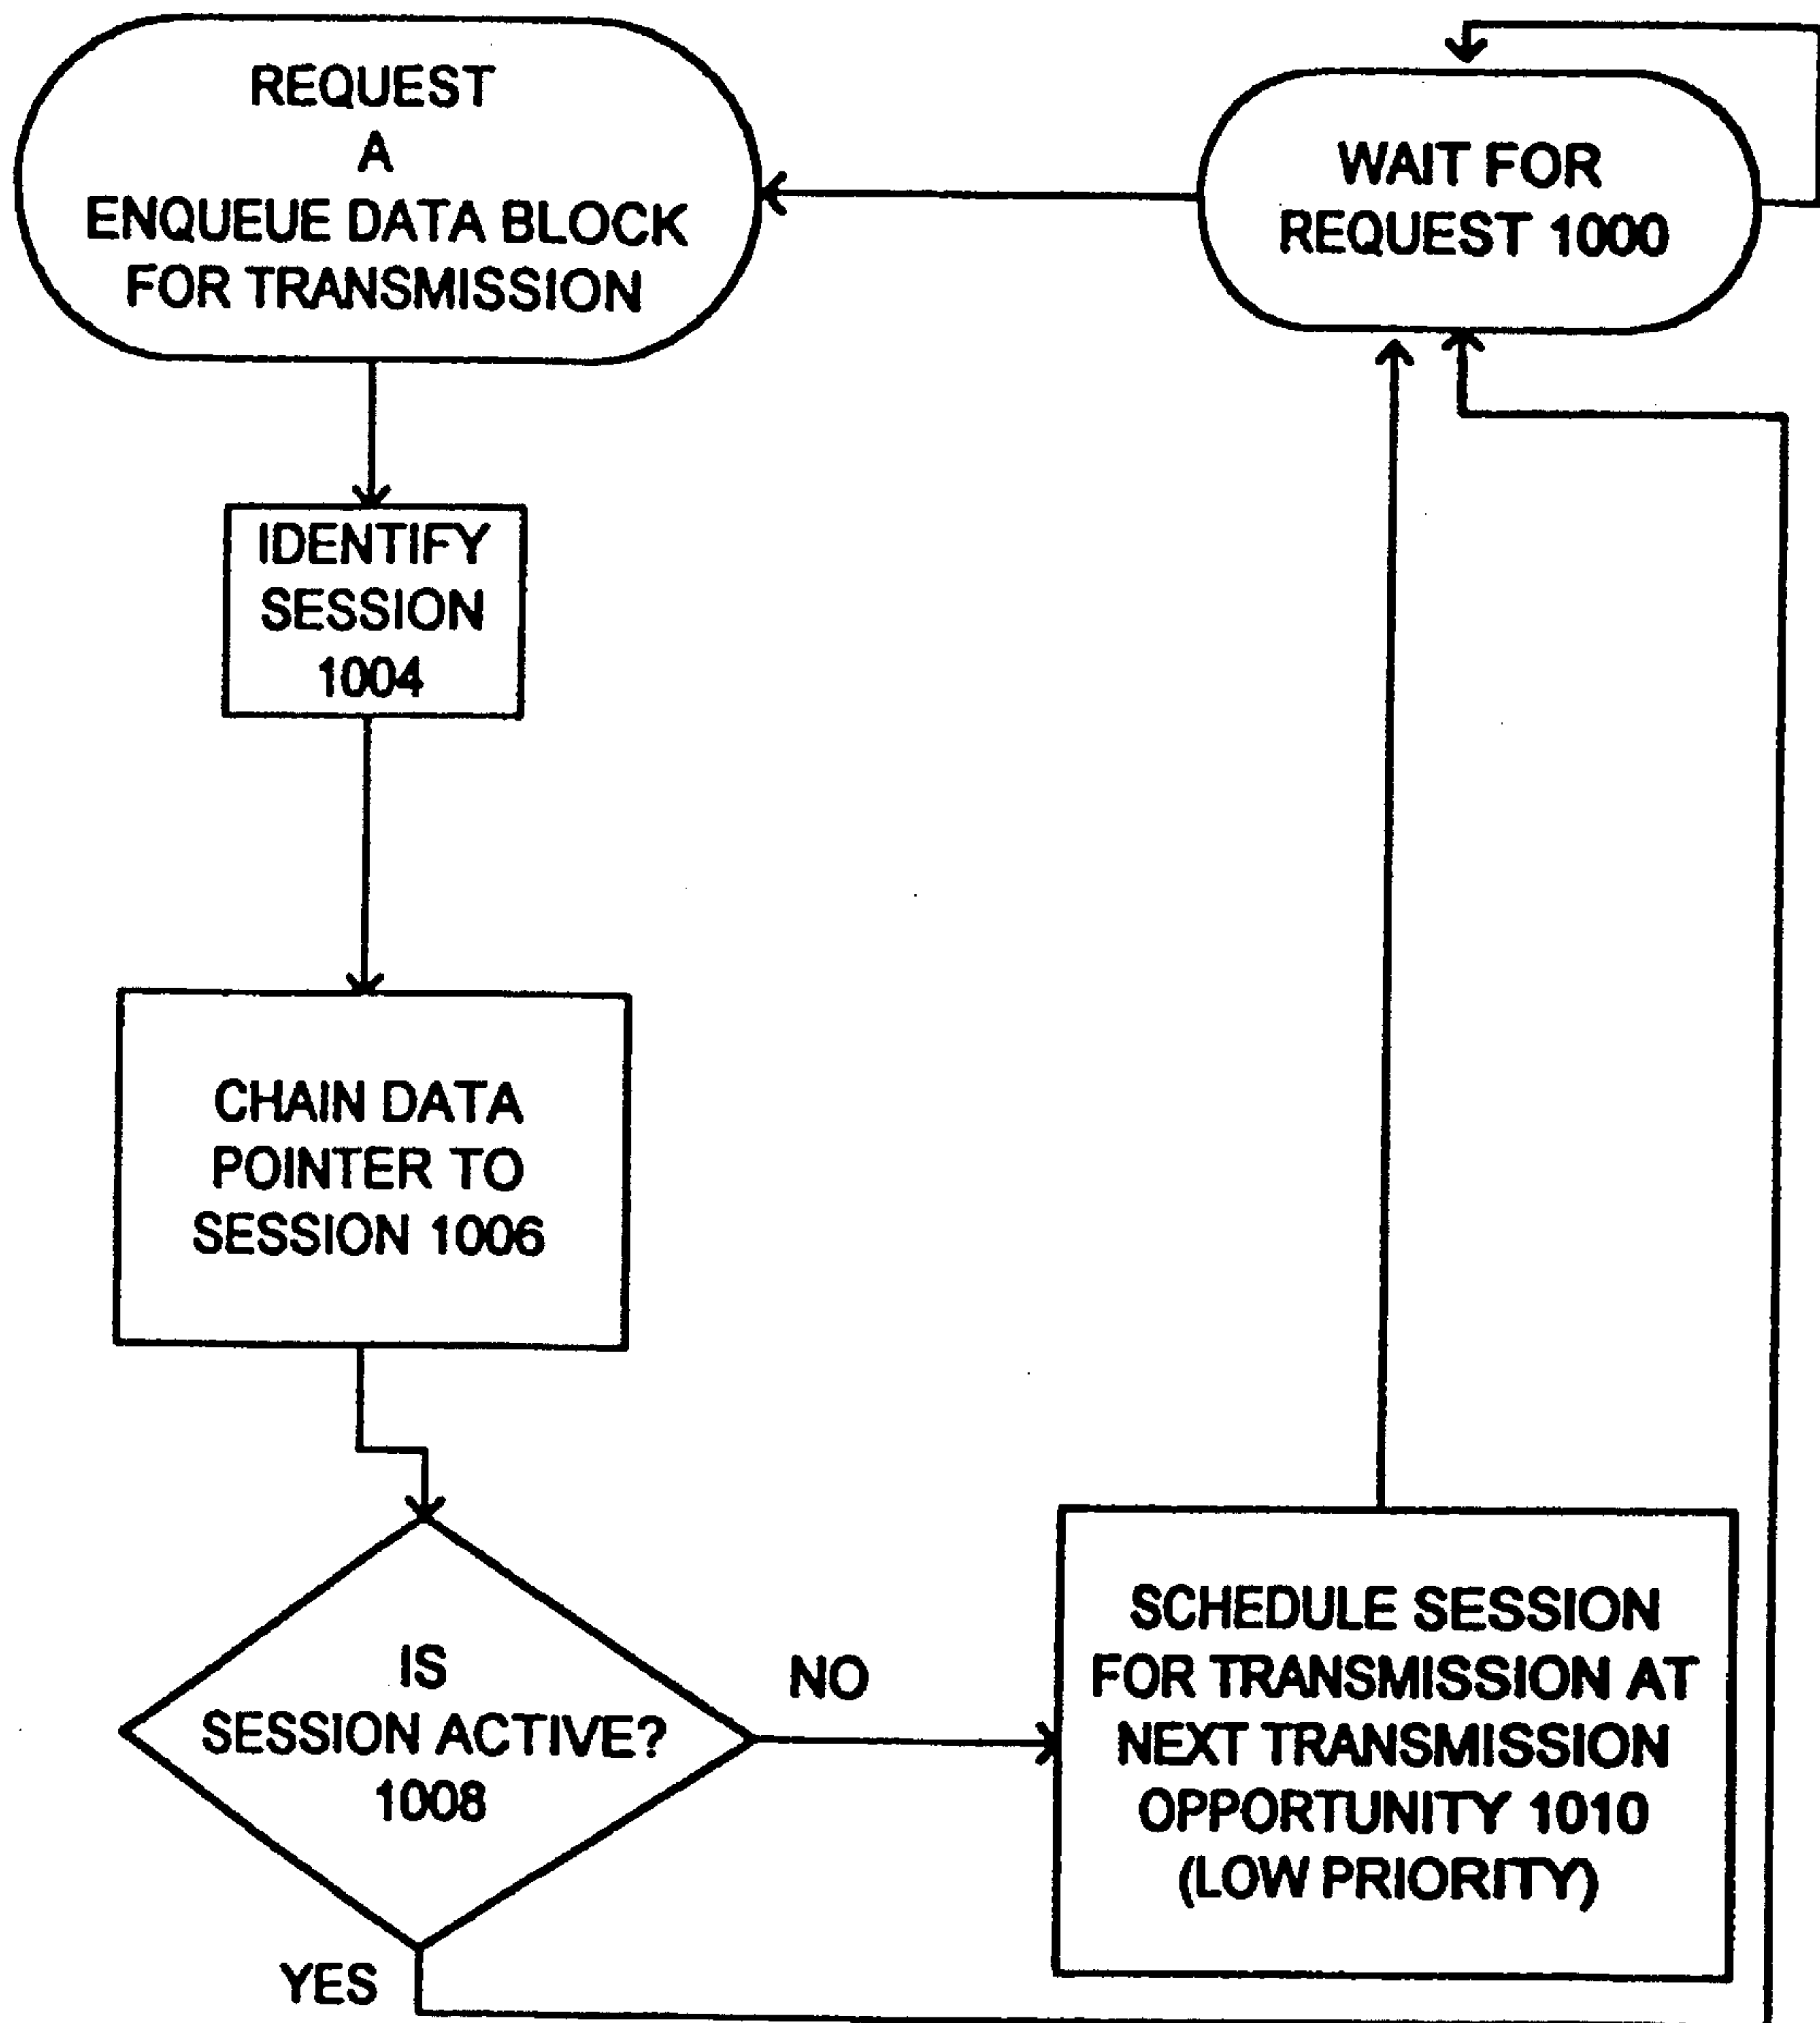 REQUEST
A
ENQUEUE DATA BLOCK
FOR TRANSMISSION
WAIT FOR
REQUEST 1000
IDENTIFY
SESSION
1004
CHAIN DATA
POINTER TO
SESSION 1006
IS
SESSION ACTIVE?
1008
NO
YES
SCHEDULE SESSION
FOR TRANSMISSION AT
NEXT TRANSMISSION
OPPORTUNITY 1010
(LOW PRIORITY)